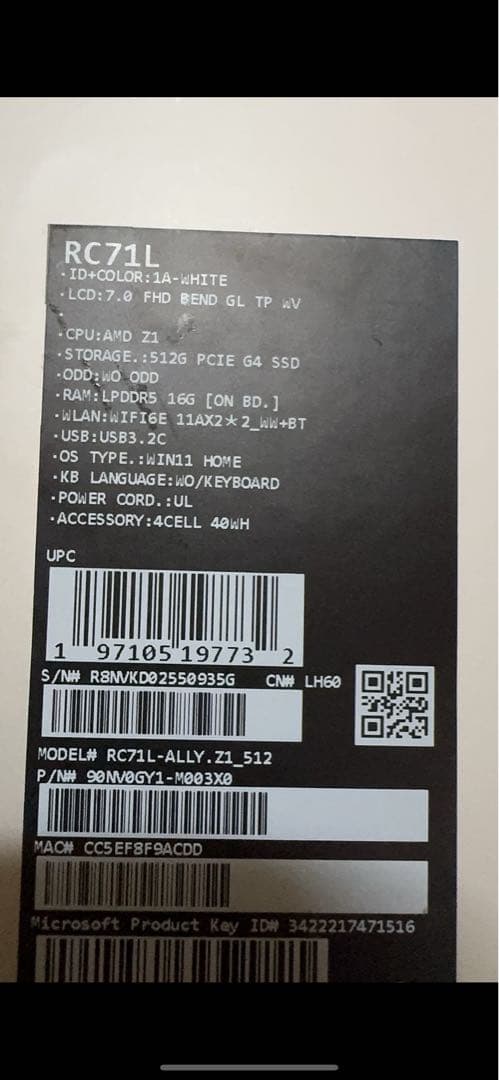 RC71L
·ID+COLOR:1A-WHITE
·LCD:7.0 FHD BEND GL TP WV
·CPU:AMD Z1
·STORAGE.:512G PCIE G4 SSD
·ODD:WO ODD
·RAM:LPDDR5 16G [ON BD.]
·WLAN:WIFI6E 11AX2*2_WW+BT
·USB:USB3.2C
·OS TYPE.:WIN11 HOME
·KB LANGUAGE:WO/KEYBOARD
·POWER CORD.:UL
·ACCESSORY:4CELL 40WH
UPC
1 97105 19773 2
S/N# R8NVKD02550935G CN# LH60
MODEL# RC71L-ALLY.Z1_512
P/N# 90NV0GY1-M003X0
MAC# CC5EF8F9ACDD
Microsoft Product Key ID# 3422217471516